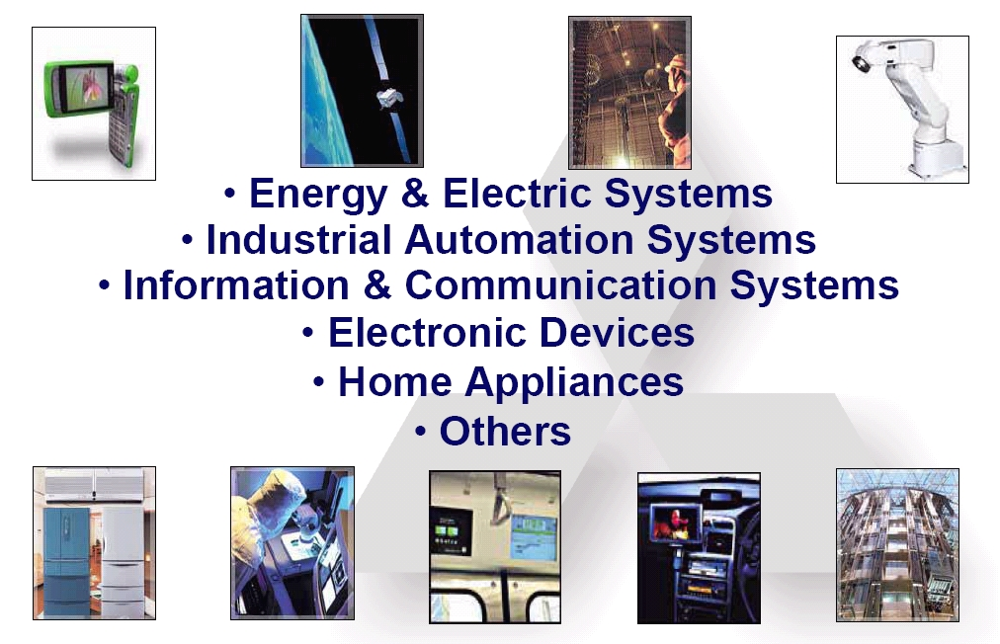 • Energy & Electric Systems
• Industrial Automation Systems
• Information & Communication Systems
• Electronic Devices
• Home Appliances
• Others